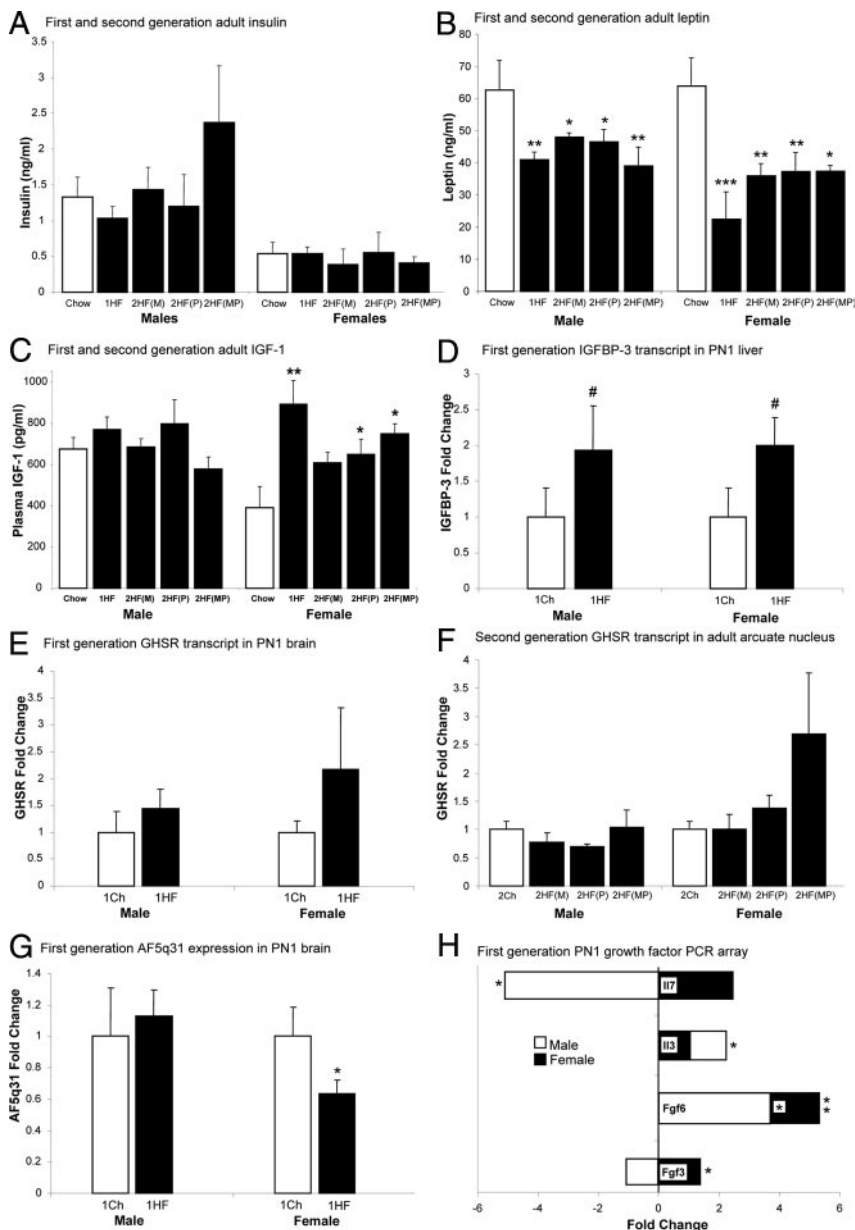 A First and second generation adult insulin
3.5
3
2.5
2
1.5
1
0.5
0
Insulin (ng/ml)
Chow 1HF 2HF(M) 2HF(P) 2HF(MP) Chow 1HF 2HF(M) 2HF(P) 2HF(MP)
Males Females
B First and second generation adult leptin
80
70
60
50
40
30
20
10
0
Leptin (ng/ml)
** * * ** *** ** ** *
Chow 1HF 2HF(M) 2HF(P) 2HF(MP) Chow 1HF 2HF(M) 2HF(P) 2HF(MP)
Male Female
C First and second generation adult IGF-1
1000
800
600
400
200
0
Plasma IGF-1 (pg/ml)
** * *
Chow 1HF 2HF(M) 2HF(P) 2HF(MP) Chow 1HF 2HF(M) 2HF(P) 2HF(MP)
Male Female
D First generation IGFBP-3 transcript in PN1 liver
3
2.5
2
1.5
1
0.5
0
IGFBP-3 Fold Change
# #
1Ch 1HF 1Ch 1HF
Male Female
E First generation GHSR transcript in PN1 brain
4
3.5
3
2.5
2
1.5
1
0.5
0
GHSR Fold Change
1Ch 1HF 1Ch 1HF
Male Female
F Second generation GHSR transcript in adult arcuate nucleus
4
3.5
3
2.5
2
1.5
1
0.5
0
GHSR Fold Change
2Ch 2HF(M) 2HF(P) 2HF(MP) 2Ch 2HF(M) 2HF(P) 2HF(MP)
Male Female
G First generation AF5q31 expression in PN1 brain
1.4
1.2
1
0.8
0.6
0.4
0.2
0
AF5q31 Fold Change
*
1Ch 1HF 1Ch 1HF
Male Female
H First generation PN1 growth factor PCR array
* Il7
Il3 *
Male
Female
Fgf6 * **
Fgf3 *
-6 -4 -2 0 2 4 6
Fold Change